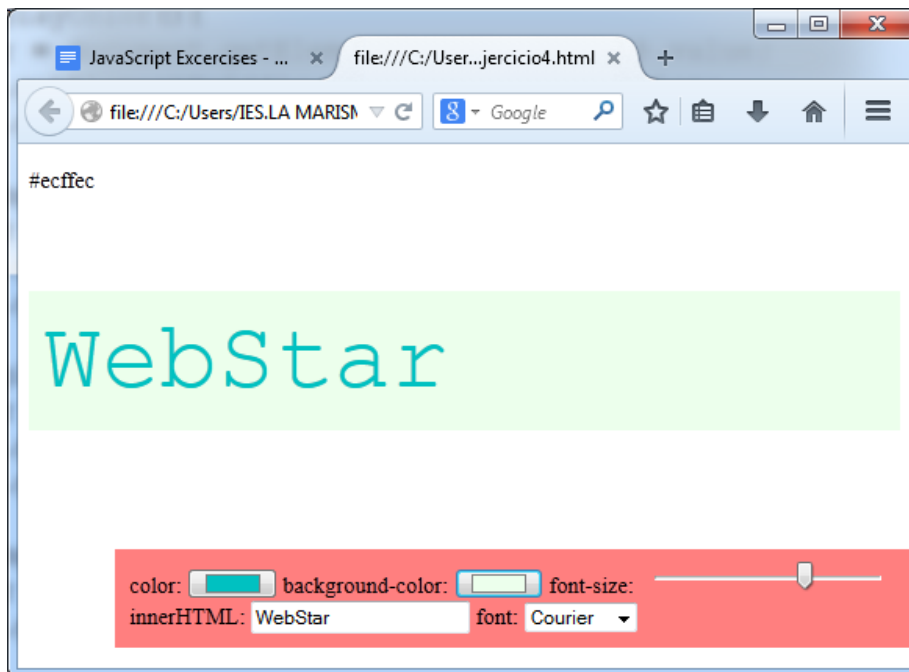 JavaScript Excercises - ...
file:///C:/User...jercicio4.html
file:///C:/Users/IES.LA MARISM
Google
#ecffec
WebStar
color: background-color: font-size:
innerHTML: WebStar font: Courier